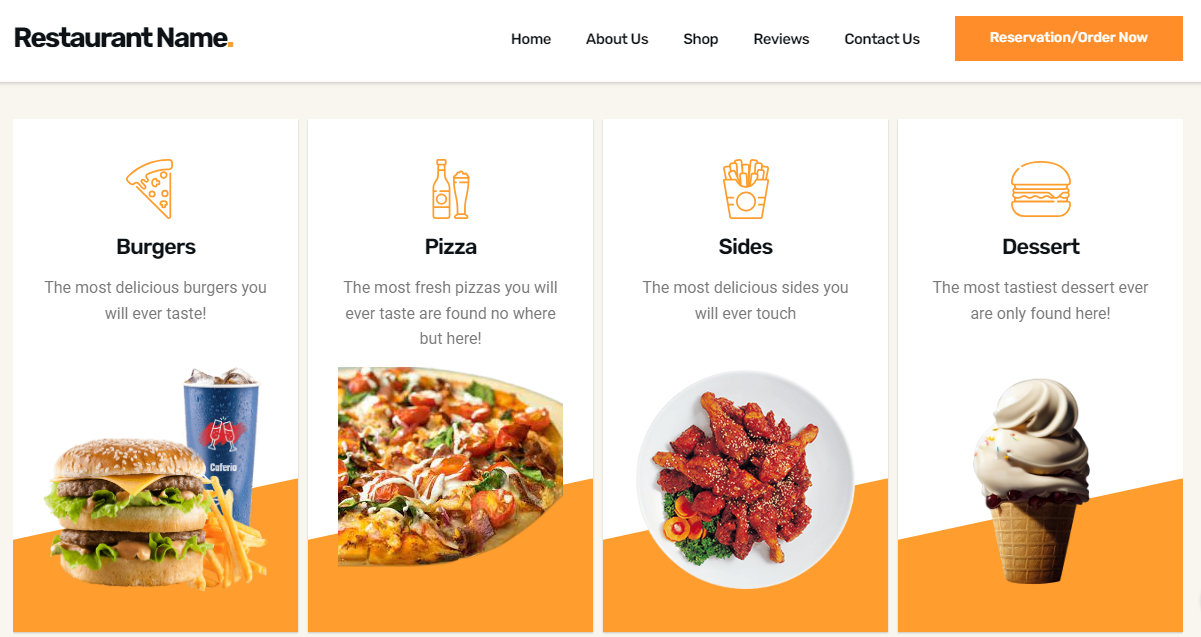 Restaurant Name.
Home About Us Shop Reviews Contact Us Reservation/Order Now
Burgers
The most delicious burgers you
will ever taste!
Caferio
Pizza
The most fresh pizzas you will
ever taste are found no where
but here!
Sides
The most delicious sides you
will ever touch
Dessert
The most tastiest dessert ever
are only found here!